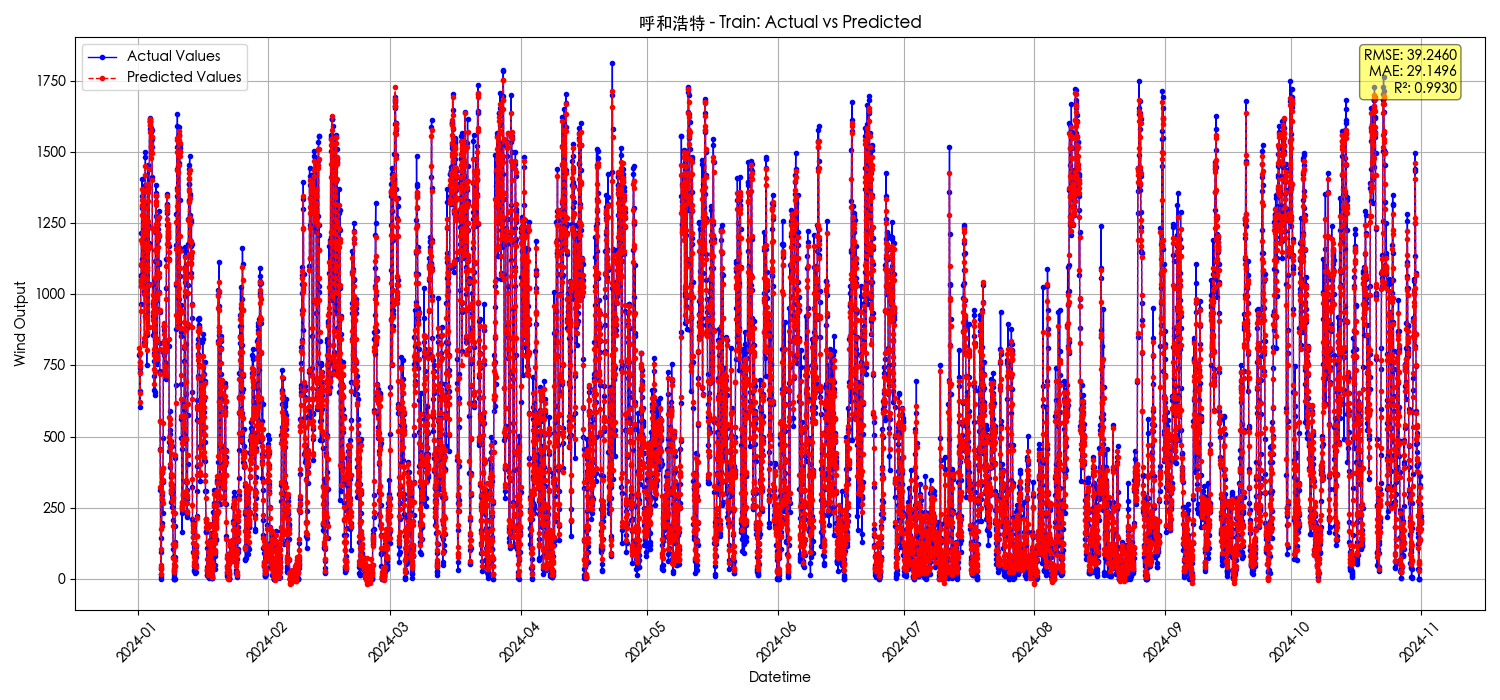 呼和浩特 - Train: Actual vs Predicted
Actual Values
Predicted Values
RMSE: 39.2460
MAE: 29.1496
R²: 0.9930
Wind Output
1750
1500
1250
1000
750
500
250
0
2024-01
2024-02
2024-03
2024-04
2024-05
2024-06
2024-07
2024-08
2024-09
2024-10
2024-11
Datetime